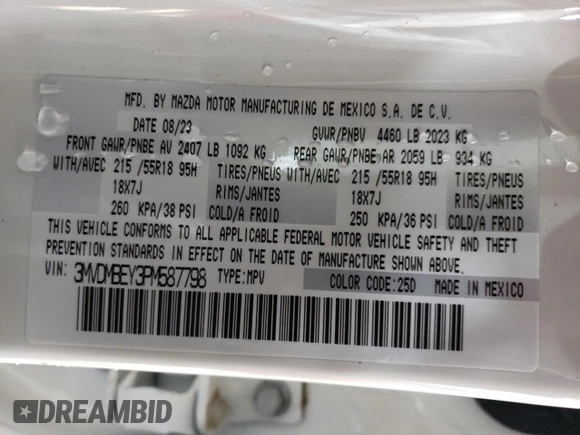 MFD. BY MAZDA MOTOR MANUFACTURING DE MEXICO S.A. DE C.V.
DATE 08/23 GVWR/PNBV 4460 LB 2023 KG
FRONT GAWR/PNBE AV 2407 LB 1092 KG REAR GAWR/PNBE AR 2059 LB 934 KG
WITH/AVEC 215 /55R18 95H TIRES/PNEUS WITH/AVEC 215 /55R18 95H TIRES/PNEUS
18X7J RIMS/JANTES 18X7J RIMS/JANTES
260 KPA/38 PSI COLD/A FROID 250 KPA/36 PSI COLD/A FROID
THIS VEHICLE CONFORMS TO ALL APPLICABLE FEDERAL MOTOR VEHICLE SAFETY AND THEFT
PREVENTION STANDARDS IN EFFECT ON THE DATE OF MANUFACTURE SHOWN ABOVE.
VIN: 3MVDMBEY3PM587798 TYPE:MPV COLOR CODE:25D MADE IN MEXICO
DREAMBID